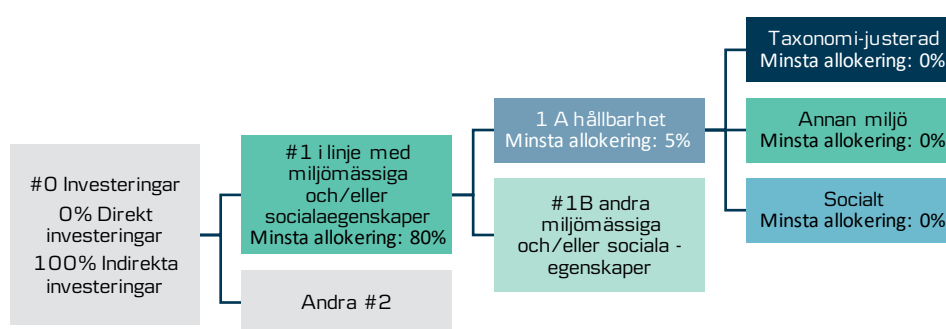 #0 Investeringar
0% Direkt
investeringar
100% Indirekta
investeringar
#1 i linje med
miljömässiga
och/eller
socialaegenskaper
Minsta allokering: 80%
Andra #2
1 A hållbarhet
Minsta allokering: 5%
#1B andra
miljömässiga
och/eller sociala -
egenskaper
Taxonomi-justerad
Minsta allokering: 0%
Annan miljö
Minsta allokering: 0%
Socialt
Minsta allokering: 0%